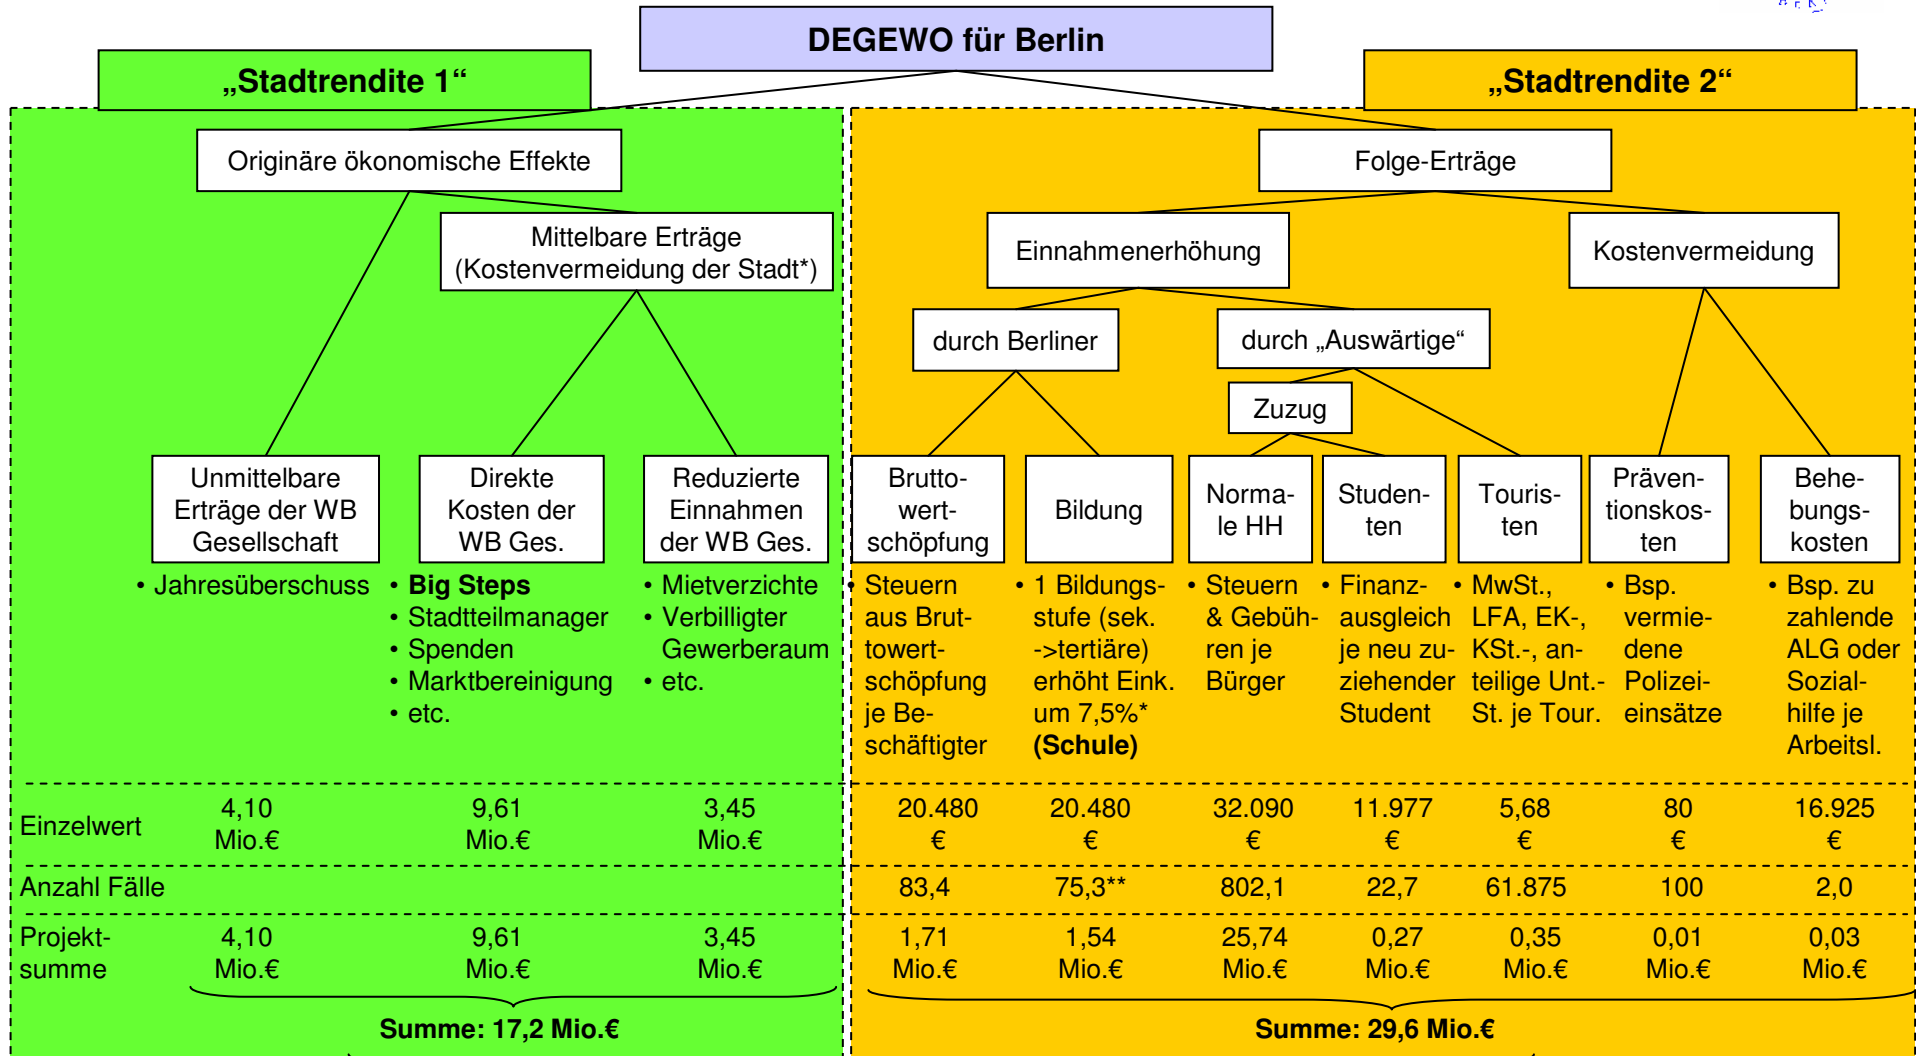 DEGEWO für Berlin
„Stadtrendite 1“
„Stadtrendite 2“
Originäre ökonomische Effekte
Folge-Erträge
Mittelbare Erträge
(Kostenvermeidung der Stadt*)
Einnahmenerhöhung
Kostenvermeidung
durch Berliner
durch „Auswärtige“
Zuzug
Unmittelbare
Erträge der WB
Gesellschaft
Direkte
Kosten der
WB Ges.
Reduzierte
Einnahmen
der WB Ges.
Brutto-
wert-
schöpfung
Bildung
Norma-
le HH
Studen-
ten
Touris-
ten
Präven-
tionskos-
ten
Behe-
bungs-
kosten
• Jahresüberschuss
• Big Steps
• Stadtteilmanager
• Spenden
• Marktbereinigung
• etc.
• Mietverzichte
• Verbilligter
Gewerberaum
• etc.
• Steuern
aus Brut-
towert-
schöpfung
je Be-
schäftigter
• 1 Bildungs-
stufe (sek.
->tertiäre)
erhöht Eink.
um 7,5%*
(Schule)
• Steuern
& Gebüh-
ren je
Bürger
• Finanz-
ausgleich
je neu zu-
ziehender
Student
• MwSt.,
LFA, EK-,
KSt.-, an-
teilige Unt.-
St. je Tour.
• Bsp.
vermie-
dene
Polizei-
einsätze
• Bsp. zu
zahlende
ALG oder
Sozial-
hilfe je
Arbeitsl.
Einzelwert
4,10
Mio.€
9,61
Mio.€
3,45
Mio.€
20.480
€
20.480
€
32.090
€
11.977
€
5,68
€
80
€
16.925
€
Anzahl Fälle
83,4
75,3**
802,1
22,7
61.875
100
2,0
Projekt-
summe
4,10
Mio.€
9,61
Mio.€
3,45
Mio.€
1,71
Mio.€
1,54
Mio.€
25,74
Mio.€
0,27
Mio.€
0,35
Mio.€
0,01
Mio.€
0,03
Mio.€
Summe: 17,2 Mio.€
Summe: 29,6 Mio.€